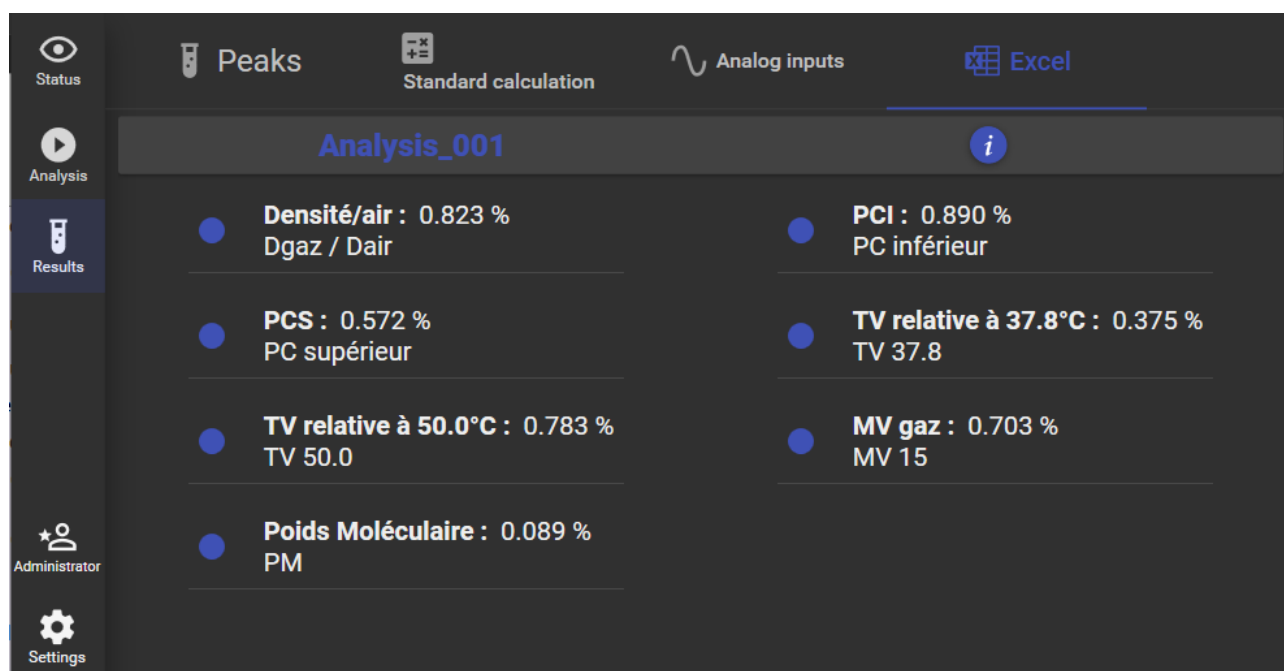 Status
Analysis
Results
Administrator
Settings
Peaks
Standard calculation
Analog inputs
Excel
Analysis_001
Densité/air : 0.823 %
Dgaz / Dair
PCI : 0.890 %
PC inférieur
PCS : 0.572 %
PC supérieur
TV relative à 37.8°C : 0.375 %
TV 37.8
TV relative à 50.0°C : 0.783 %
TV 50.0
MV gaz : 0.703 %
MV 15
Poids Moléculaire : 0.089 %
PM